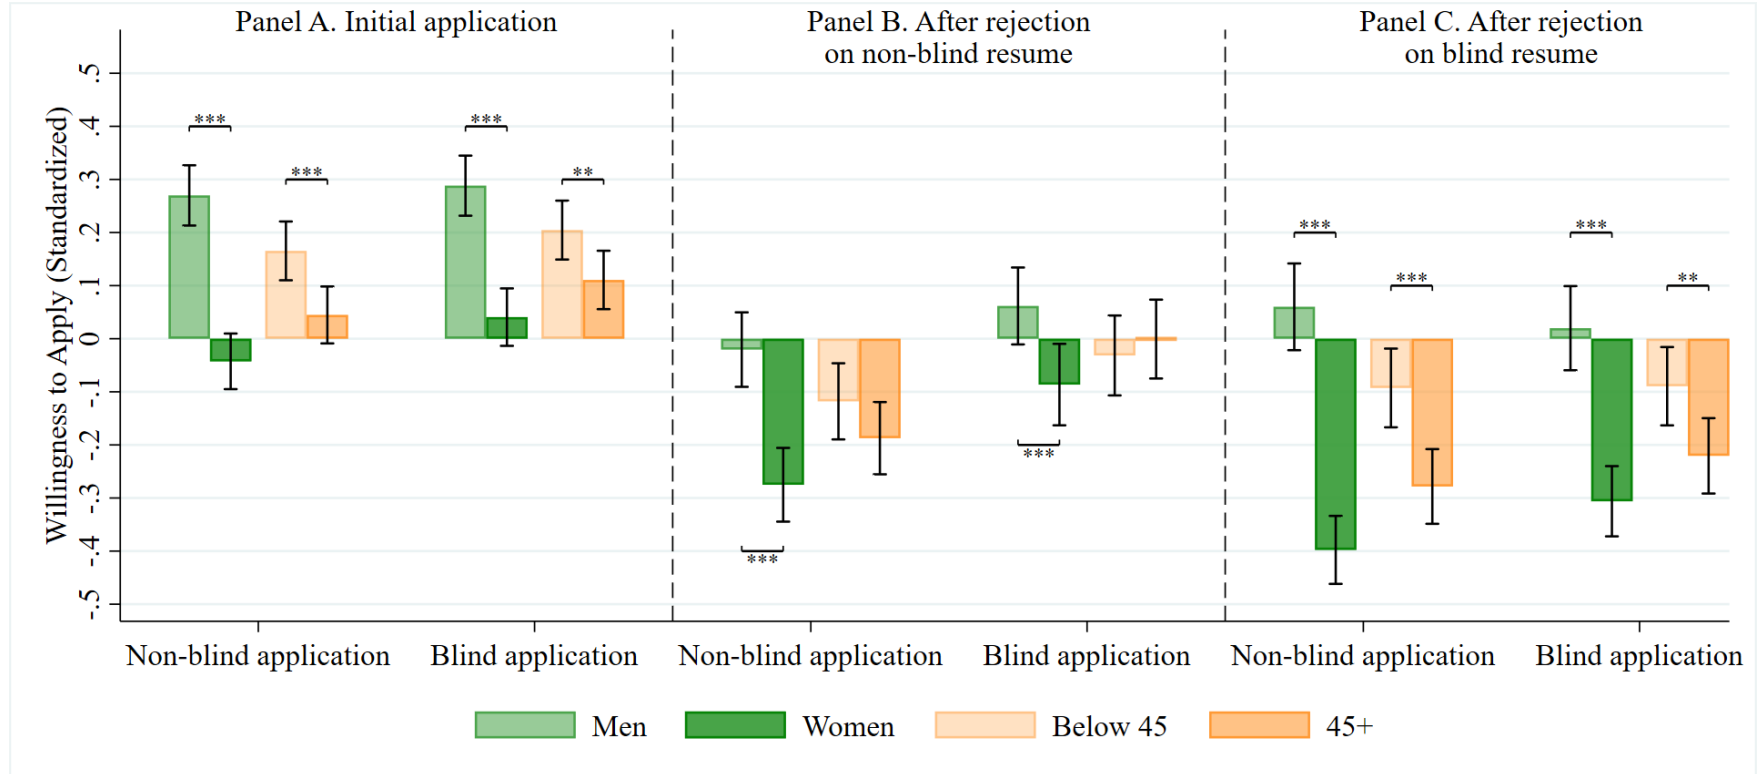 Panel A. Initial application
Panel B. After rejection
on non-blind resume
Panel C. After rejection
on blind resume
Willingness to Apply (Standardized)
.5
.4
.3
.2
.1
0
-.1
-.2
-.3
-.4
-.5
***
***
***
**
***
***
***
***
***
**
Non-blind application
Blind application
Non-blind application
Blind application
Non-blind application
Blind application
Men
Women
Below 45
45+